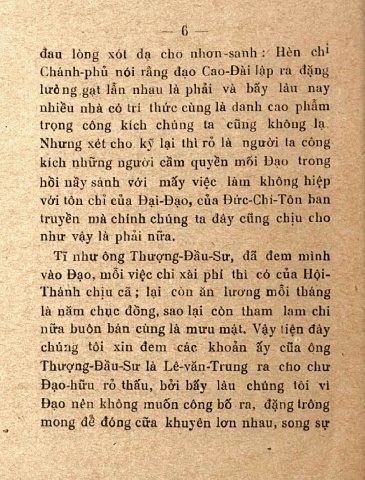 — 6 —
đau lòng xót dạ cho nhơn-sanh : Hèn chi
Chánh-phủ nói rằng đạo Cao-Đài lập ra đặng
lường gạt lẫn nhau là phải và bấy lâu nay
nhiều nhà có tri thức cùng là danh cao phẩm
trọng công kích chúng ta cũng không lạ.
Nhưng xét cho kỹ lại thì rỏ là người ta công
kích những người cầm quyền mối Đạo trong
hồi nầy sánh với mấy việc làm không hiệp
với tôn chỉ của Đại-Đạo, của Đức-Chí-Tôn ban
truyền mà chính chúng ta đây cũng chịu cho
như vậy là phải nữa.
Tĩ như ông Thượng-Đầu-Sư, đã đem mình
vào Đạo, mỗi việc chi xài phí thì có của Hội-
Thánh chịu cã ; lại còn ăn lương mỗi tháng
là năm chục đồng, sao lại còn tham lam chi
nữa buôn bán cùng là mưu mật. Vậy tiện đây
chúng tôi xin đem các khoản ấy của ông
Thượng-Đầu-Sư là Lê-văn-Trung ra cho chư
Đạo-hữu rỏ thấu, bởi bấy lâu chúng tôi vì
Đạo nên không muốn công bố ra, đặng trông
mong để đóng cữa khuyên lơn nhau, song sự